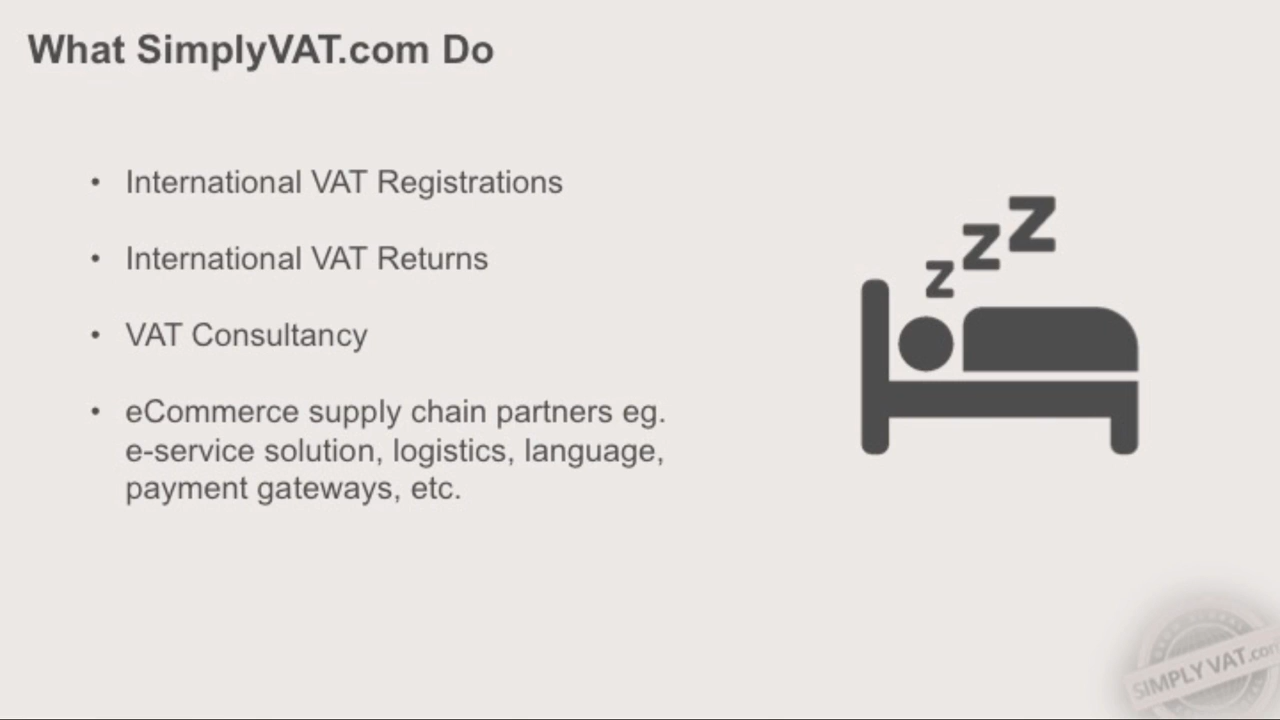 What SimplyVAT.com Do
• International VAT Registrations
• International VAT Returns
• VAT Consultancy
• eCommerce supply chain partners eg.
e-service solution, logistics, language,
payment gateways, etc.
z
z
z
SIMPLY VAT.com